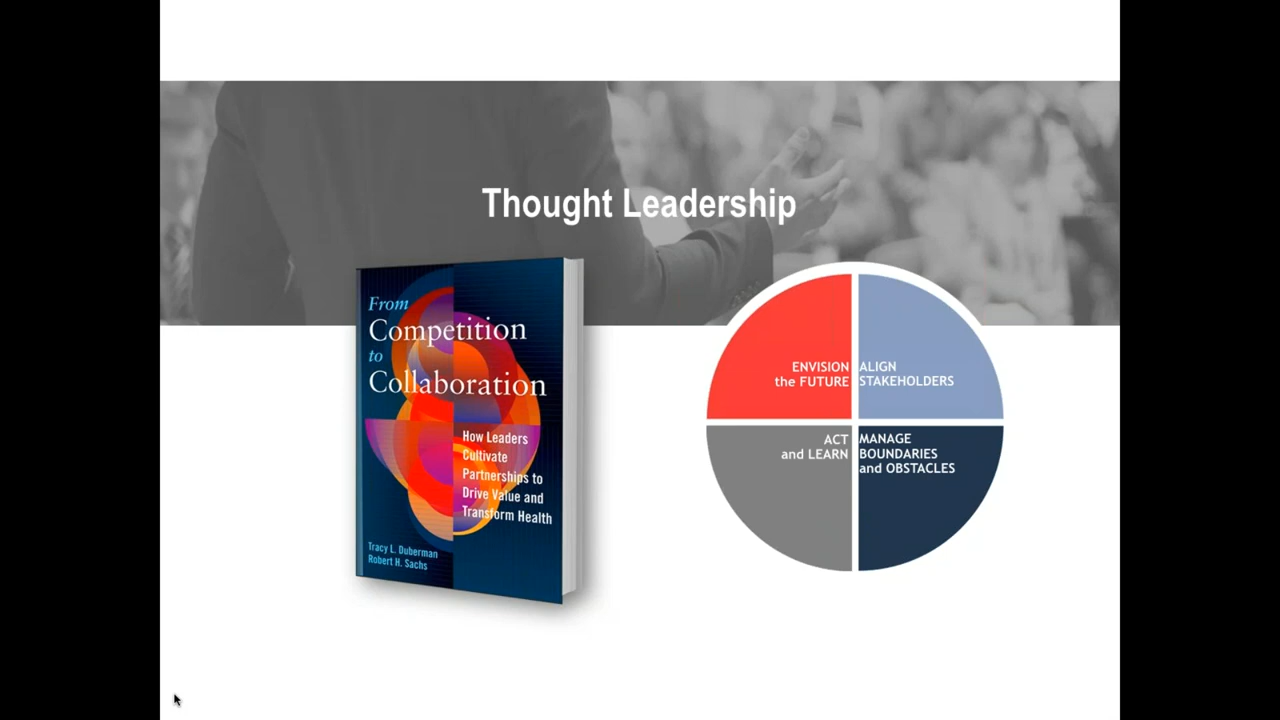 Thought Leadership
From
Competition
to
Collaboration
How Leaders
Cultivate
Partnerships to
Drive Value and
Transform Health
Tracy L. Duberman
Robert H. Sachs
ENVISION
the FUTURE
ALIGN
STAKEHOLDERS
ACT
and LEARN
MANAGE
BOUNDARIES
and OBSTACLES